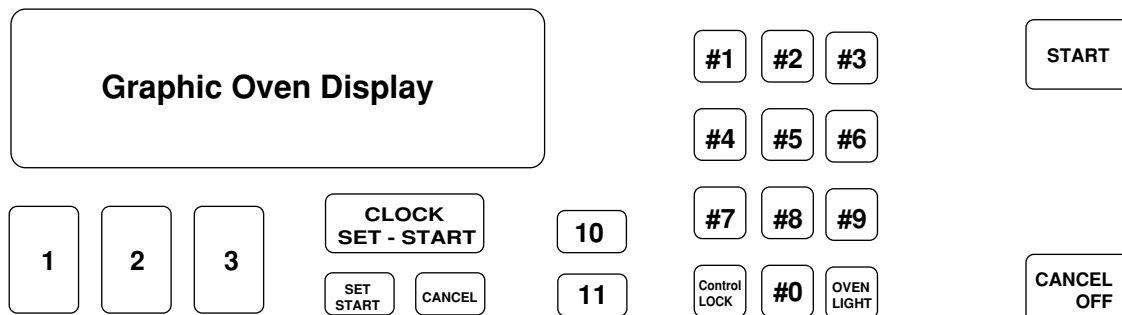 Graphic Oven Display
#1 #2 #3
START
#4 #5 #6
#7 #8 #9
1 2 3
CLOCK
SET - START
10
SET
START
CANCEL
11
Control
LOCK
#0
OVEN
LIGHT
CANCEL
OFF